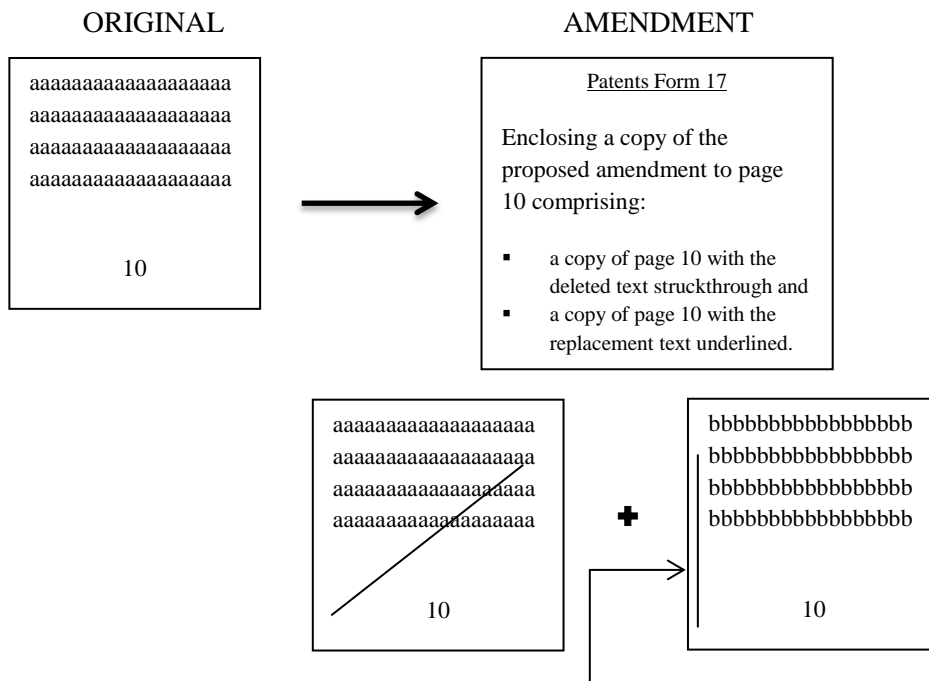 ORIGINAL
aaaaaaaaaaaaaaaaaaa
aaaaaaaaaaaaaaaaaaa
aaaaaaaaaaaaaaaaaaa
aaaaaaaaaaaaaaaaaaa
10
AMENDMENT
Patents Form 17
Enclosing a copy of the
proposed amendment to page
10 comprising:
▪ a copy of page 10 with the
deleted text struckthrough and
▪ a copy of page 10 with the
replacement text underlined.
aaaaaaaaaaaaaaaaaaa
aaaaaaaaaaaaaaaaaaa
aaaaaaaaaaaaaaaaaaa
aaaaaaaaaaaaaaaaaaa
10
bbbbbbbbbbbbbbbbb
bbbbbbbbbbbbbbbbb
bbbbbbbbbbbbbbbbb
bbbbbbbbbbbbbbbbb
10